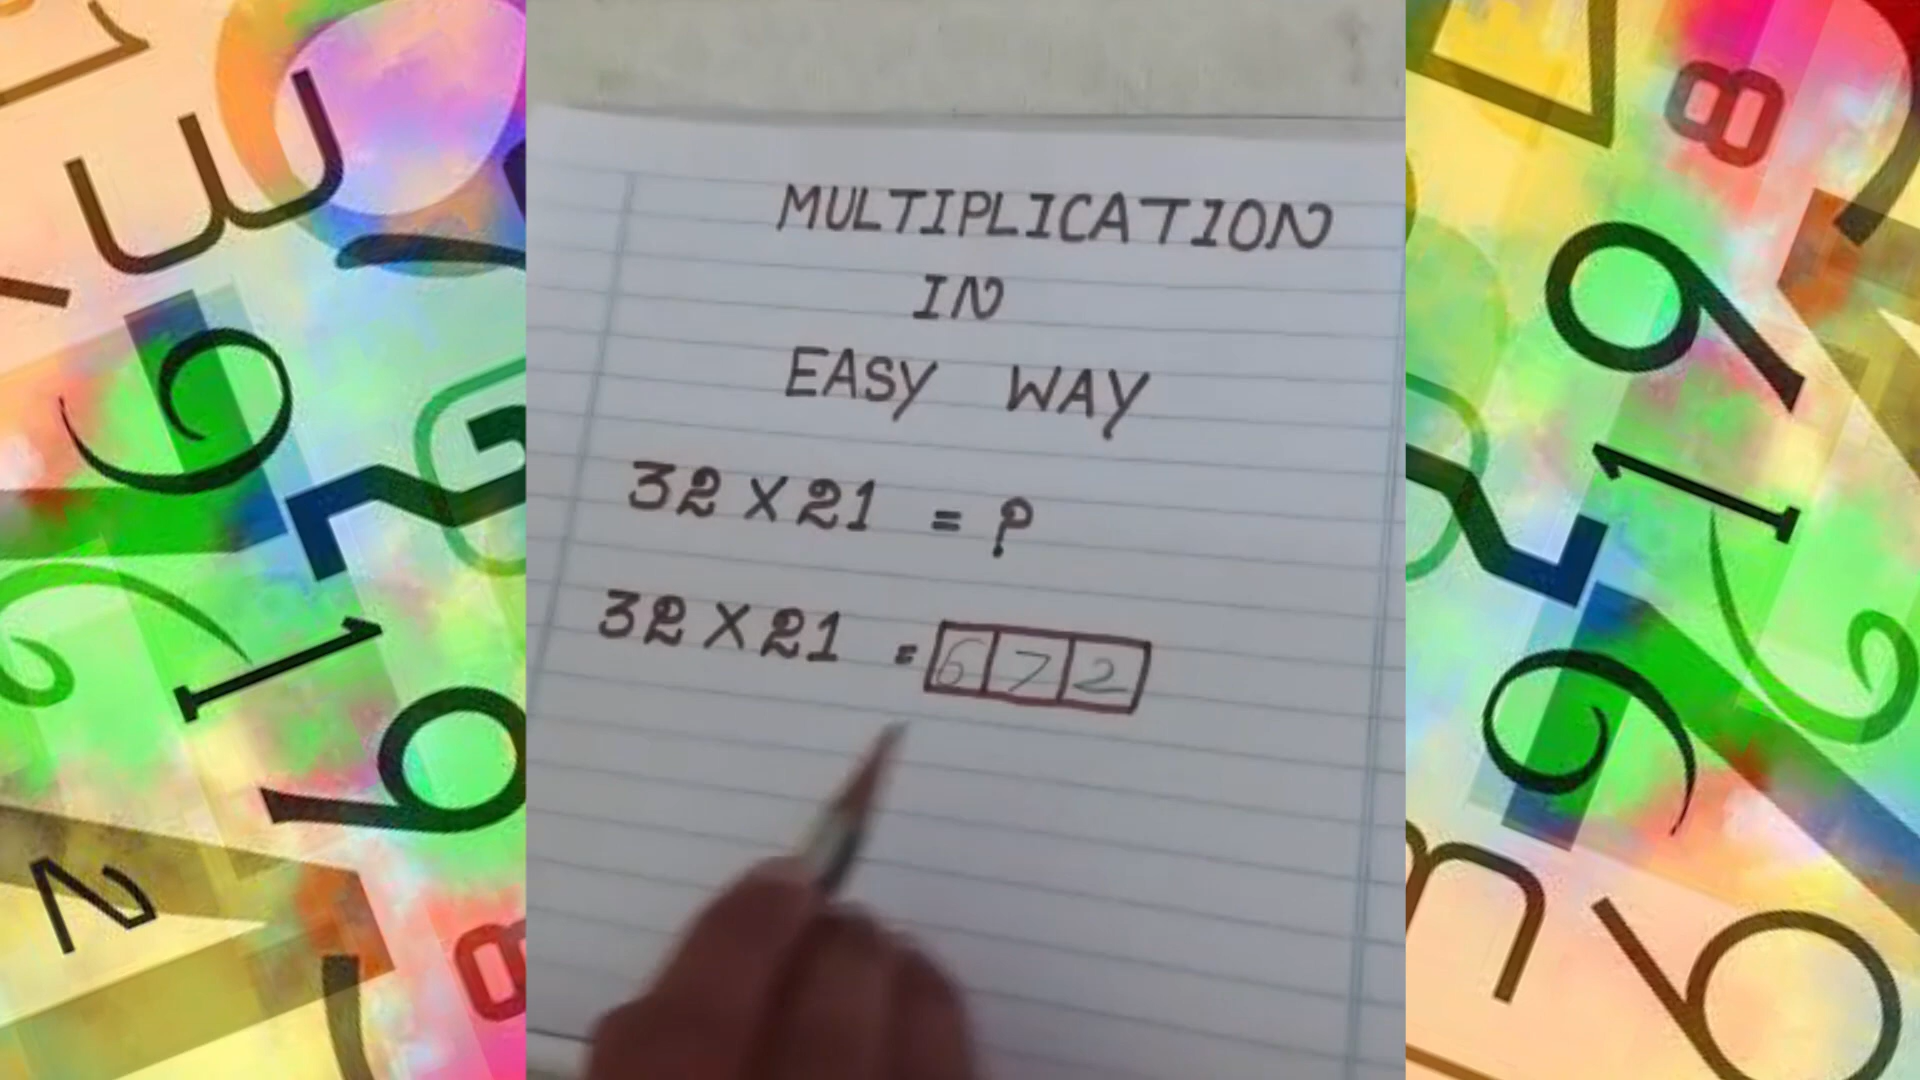 MULTIPLICATION
IN
EASY WAY
32 X 21 = ?
32 X 21 = 672